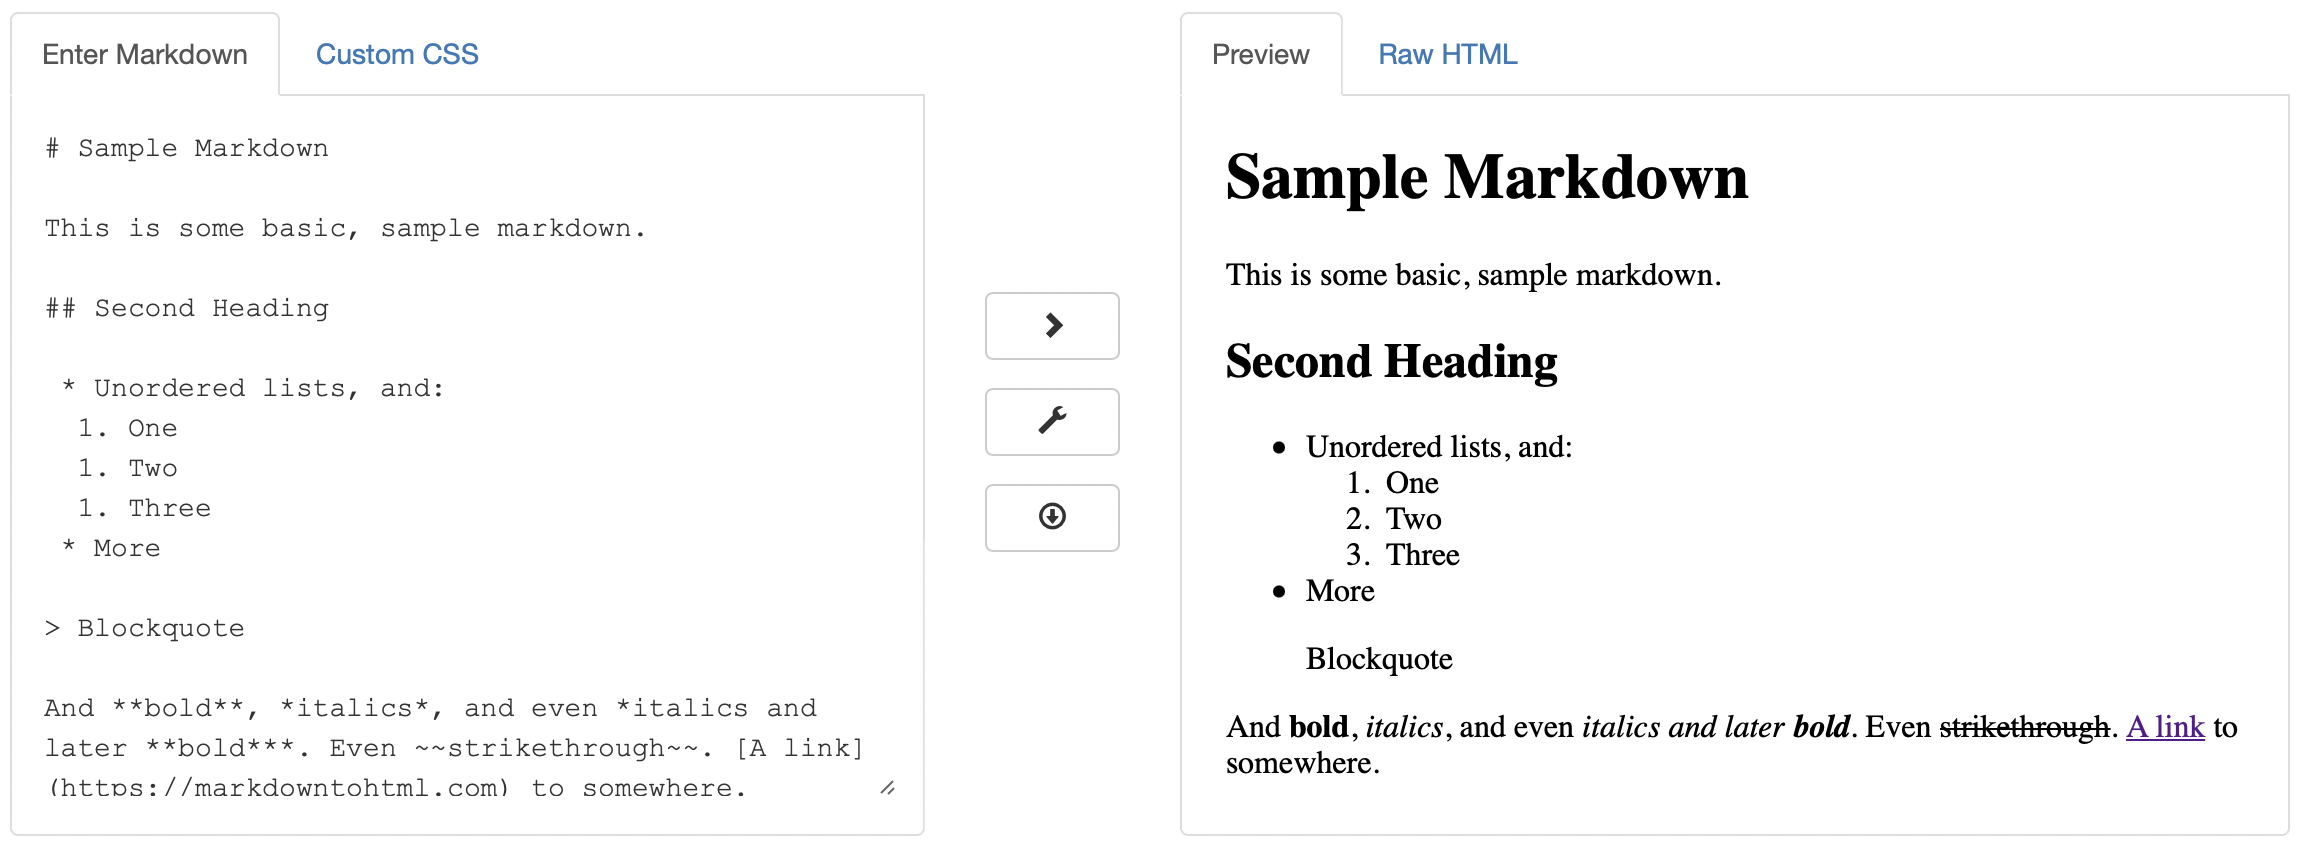 Enter Markdown
Custom CSS
# Sample Markdown
This is some basic, sample markdown.
## Second Heading
* Unordered lists, and:
1. One
1. Two
1. Three
* More
> Blockquote
And **bold**, *italics*, and even *italics and
later **bold***. Even ~~strikethrough~~. [A link]
(https://markdowntohtml.com) to somewhere.
Preview
Raw HTML
Sample Markdown
This is some basic, sample markdown.
Second Heading
• Unordered lists, and:
1. One
2. Two
3. Three
• More
Blockquote
And bold, italics, and even italics and later bold. Even strikethrough. A link to
somewhere.